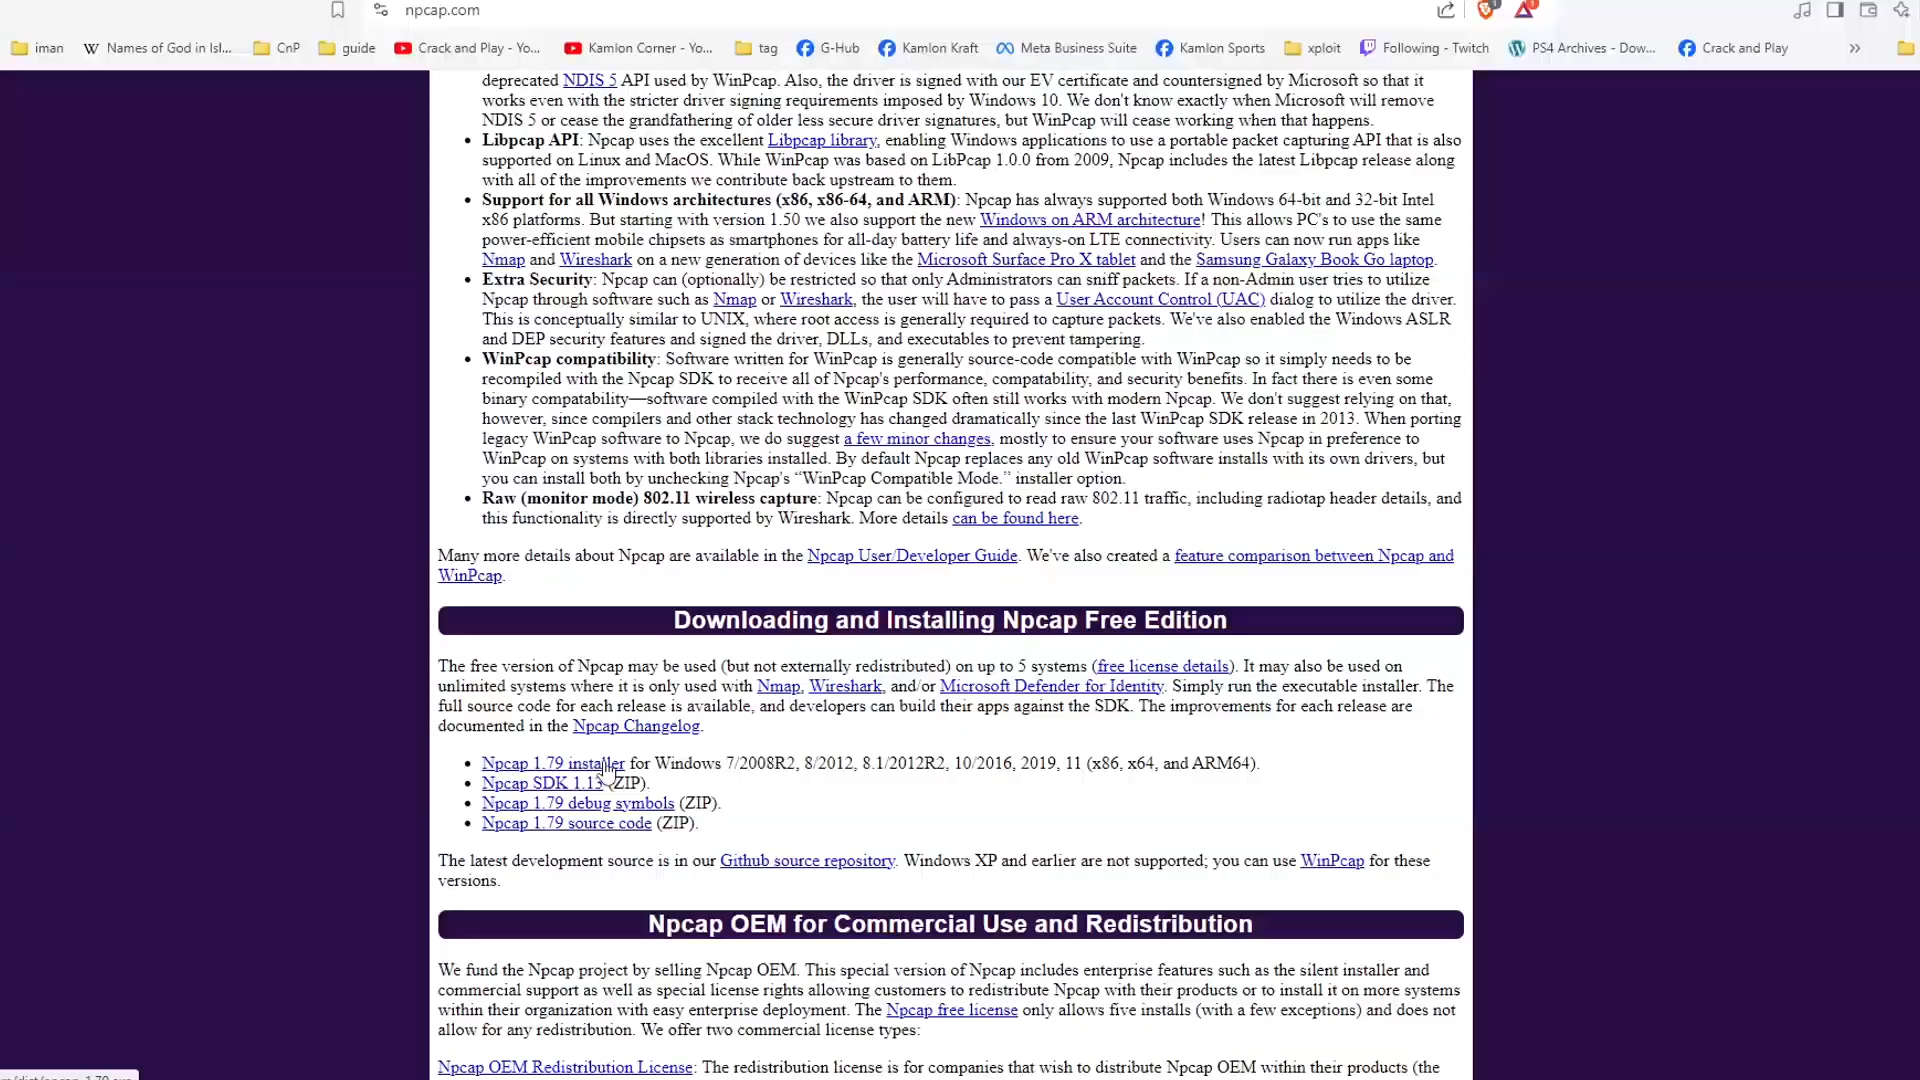 npcap.com
iman
Names of God in Isl...
CnP
guide
Crack and Play - Yo...
Kamlon Corner - Yo...
tag
G-Hub
Kamlon Kraft
Meta Business Suite
Kamlon Sports
xploit
Following - Twitch
PS4 Archives - Dow...
Crack and Play
deprecated NDIS 5 API used by WinPcap. Also, the driver is signed with our EV certificate and countersigned by Microsoft so that it
works even with the stricter driver signing requirements imposed by Windows 10. We don't know exactly when Microsoft will remove
NDIS 5 or cease the grandfathering of older less secure driver signatures, but WinPcap will cease working when that happens.
• Libpcap API: Npcap uses the excellent Libpcap library, enabling Windows applications to use a portable packet capturing API that is also
supported on Linux and MacOS. While WinPcap was based on LibPcap 1.0.0 from 2009, Npcap includes the latest Libpcap release along
with all of the improvements we contribute back upstream to them.
• Support for all Windows architectures (x86, x86-64, and ARM): Npcap has always supported both Windows 64-bit and 32-bit Intel
x86 platforms. But starting with version 1.50 we also support the new Windows on ARM architecture! This allows PC's to use the same
power-efficient mobile chipsets as smartphones for all-day battery life and always-on LTE connectivity. Users can now run apps like
Nmap and Wireshark on a new generation of devices like the Microsoft Surface Pro X tablet and the Samsung Galaxy Book Go laptop.
• Extra Security: Npcap can (optionally) be restricted so that only Administrators can sniff packets. If a non-Admin user tries to utilize
Npcap through software such as Nmap or Wireshark, the user will have to pass a User Account Control (UAC) dialog to utilize the driver.
This is conceptually similar to UNIX, where root access is generally required to capture packets. We've also enabled the Windows ASLR
and DEP security features and signed the driver, DLLs, and executables to prevent tampering.
• WinPcap compatibility: Software written for WinPcap is generally source-code compatible with WinPcap so it simply needs to be
recompiled with the Npcap SDK to receive all of Npcap's performance, compatability, and security benefits. In fact there is even some
binary compatability—software compiled with the WinPcap SDK often still works with modern Npcap. We don't suggest relying on that,
however, since compilers and other stack technology has changed dramatically since the last WinPcap SDK release in 2013. When porting
legacy WinPcap software to Npcap, we do suggest a few minor changes, mostly to ensure your software uses Npcap in preference to
WinPcap on systems with both libraries installed. By default Npcap replaces any old WinPcap software installs with its own drivers, but
you can install both by unchecking Npcap's “WinPcap Compatible Mode.” installer option.
• Raw (monitor mode) 802.11 wireless capture: Npcap can be configured to read raw 802.11 traffic, including radiotap header details, and
this functionality is directly supported by Wireshark. More details can be found here.
Many more details about Npcap are available in the Npcap User/Developer Guide. We've also created a feature comparison between Npcap and
WinPcap.
Downloading and Installing Npcap Free Edition
The free version of Npcap may be used (but not externally redistributed) on up to 5 systems (free license details). It may also be used on
unlimited systems where it is only used with Nmap, Wireshark, and/or Microsoft Defender for Identity. Simply run the executable installer. The
full source code for each release is available, and developers can build their apps against the SDK. The improvements for each release are
documented in the Npcap Changelog.
• Npcap 1.79 installer for Windows 7/2008R2, 8/2012, 8.1/2012R2, 10/2016, 2019, 11 (x86, x64, and ARM64).
• Npcap SDK 1.13 (ZIP).
• Npcap 1.79 debug symbols (ZIP).
• Npcap 1.79 source code (ZIP).
The latest development source is in our Github source repository. Windows XP and earlier are not supported; you can use WinPcap for these
versions.
Npcap OEM for Commercial Use and Redistribution
We fund the Npcap project by selling Npcap OEM. This special version of Npcap includes enterprise features such as the silent installer and
commercial support as well as special license rights allowing customers to redistribute Npcap with their products or to install it on more systems
within their organization with easy enterprise deployment. The Npcap free license only allows five installs (with a few exceptions) and does not
allow for any redistribution. We offer two commercial license types:
Npcap OEM Redistribution License: The redistribution license is for companies that wish to distribute Npcap OEM within their products (the